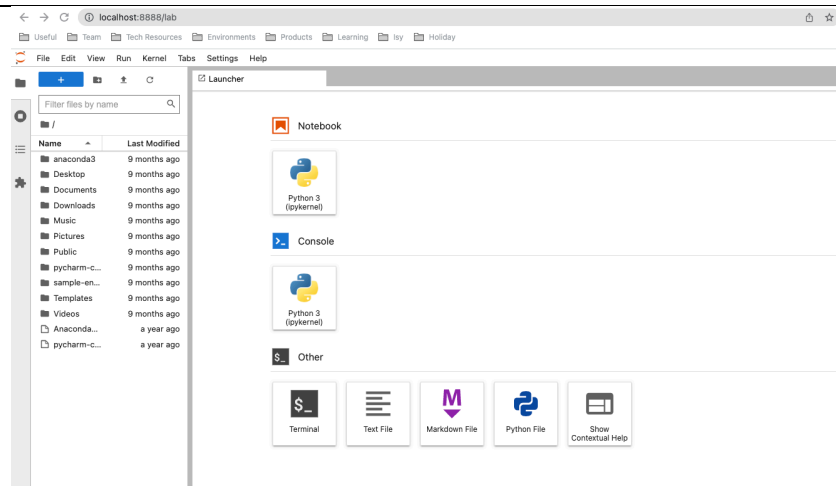 localhost:8888/lab
Useful Team Tech Resources Environments Products Learning Isy Holiday
File Edit View Run Kernel Tabs Settings Help
+
Launcher
Filter files by name
/
Name Last Modified
anaconda3 9 months ago
Desktop 9 months ago
Documents 9 months ago
Downloads 9 months ago
Music 9 months ago
Pictures 9 months ago
Public 9 months ago
pycharm-c... 9 months ago
sample-en... 9 months ago
Templates 9 months ago
Videos 9 months ago
Anaconda... a year ago
pycharm-c... a year ago
Notebook
Python 3
(ipykernel)
>_ Console
Python 3
(ipykernel)
$_ Other
$_
Terminal
Text File
M
Markdown File
Python File
Show
Contextual Help